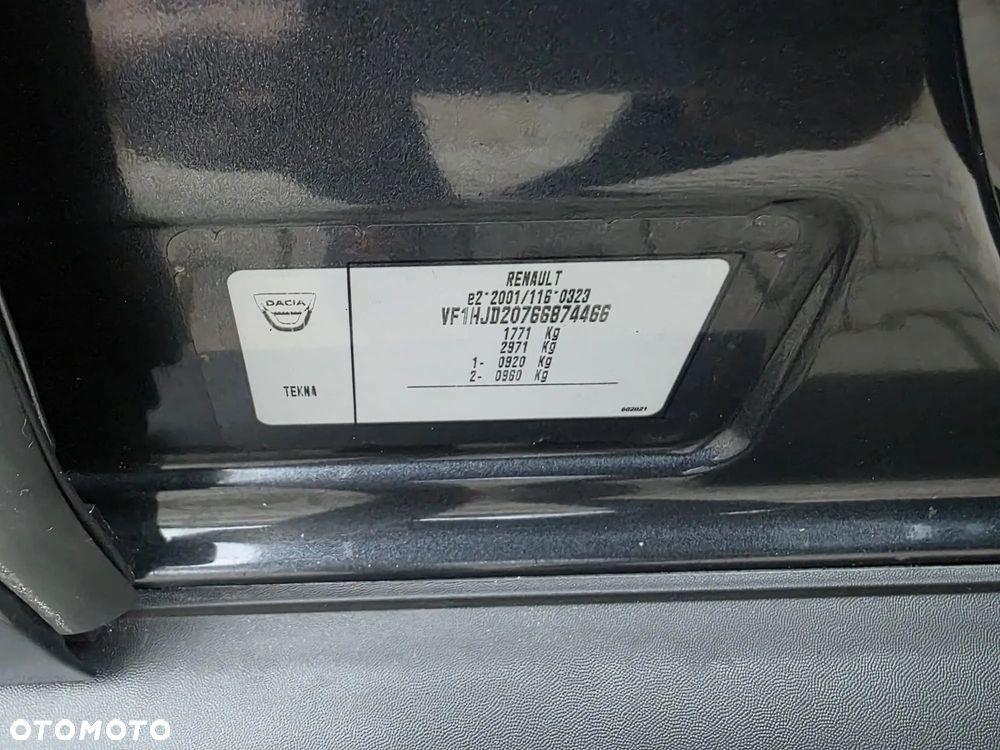 RENAULT
e2*2001/116*0323
VF1HJD20766874466
1771 Kg
2971 Kg
1- 0920 Kg
2- 0960 Kg
DACIA
TEKNA
602021
OTOMOTO